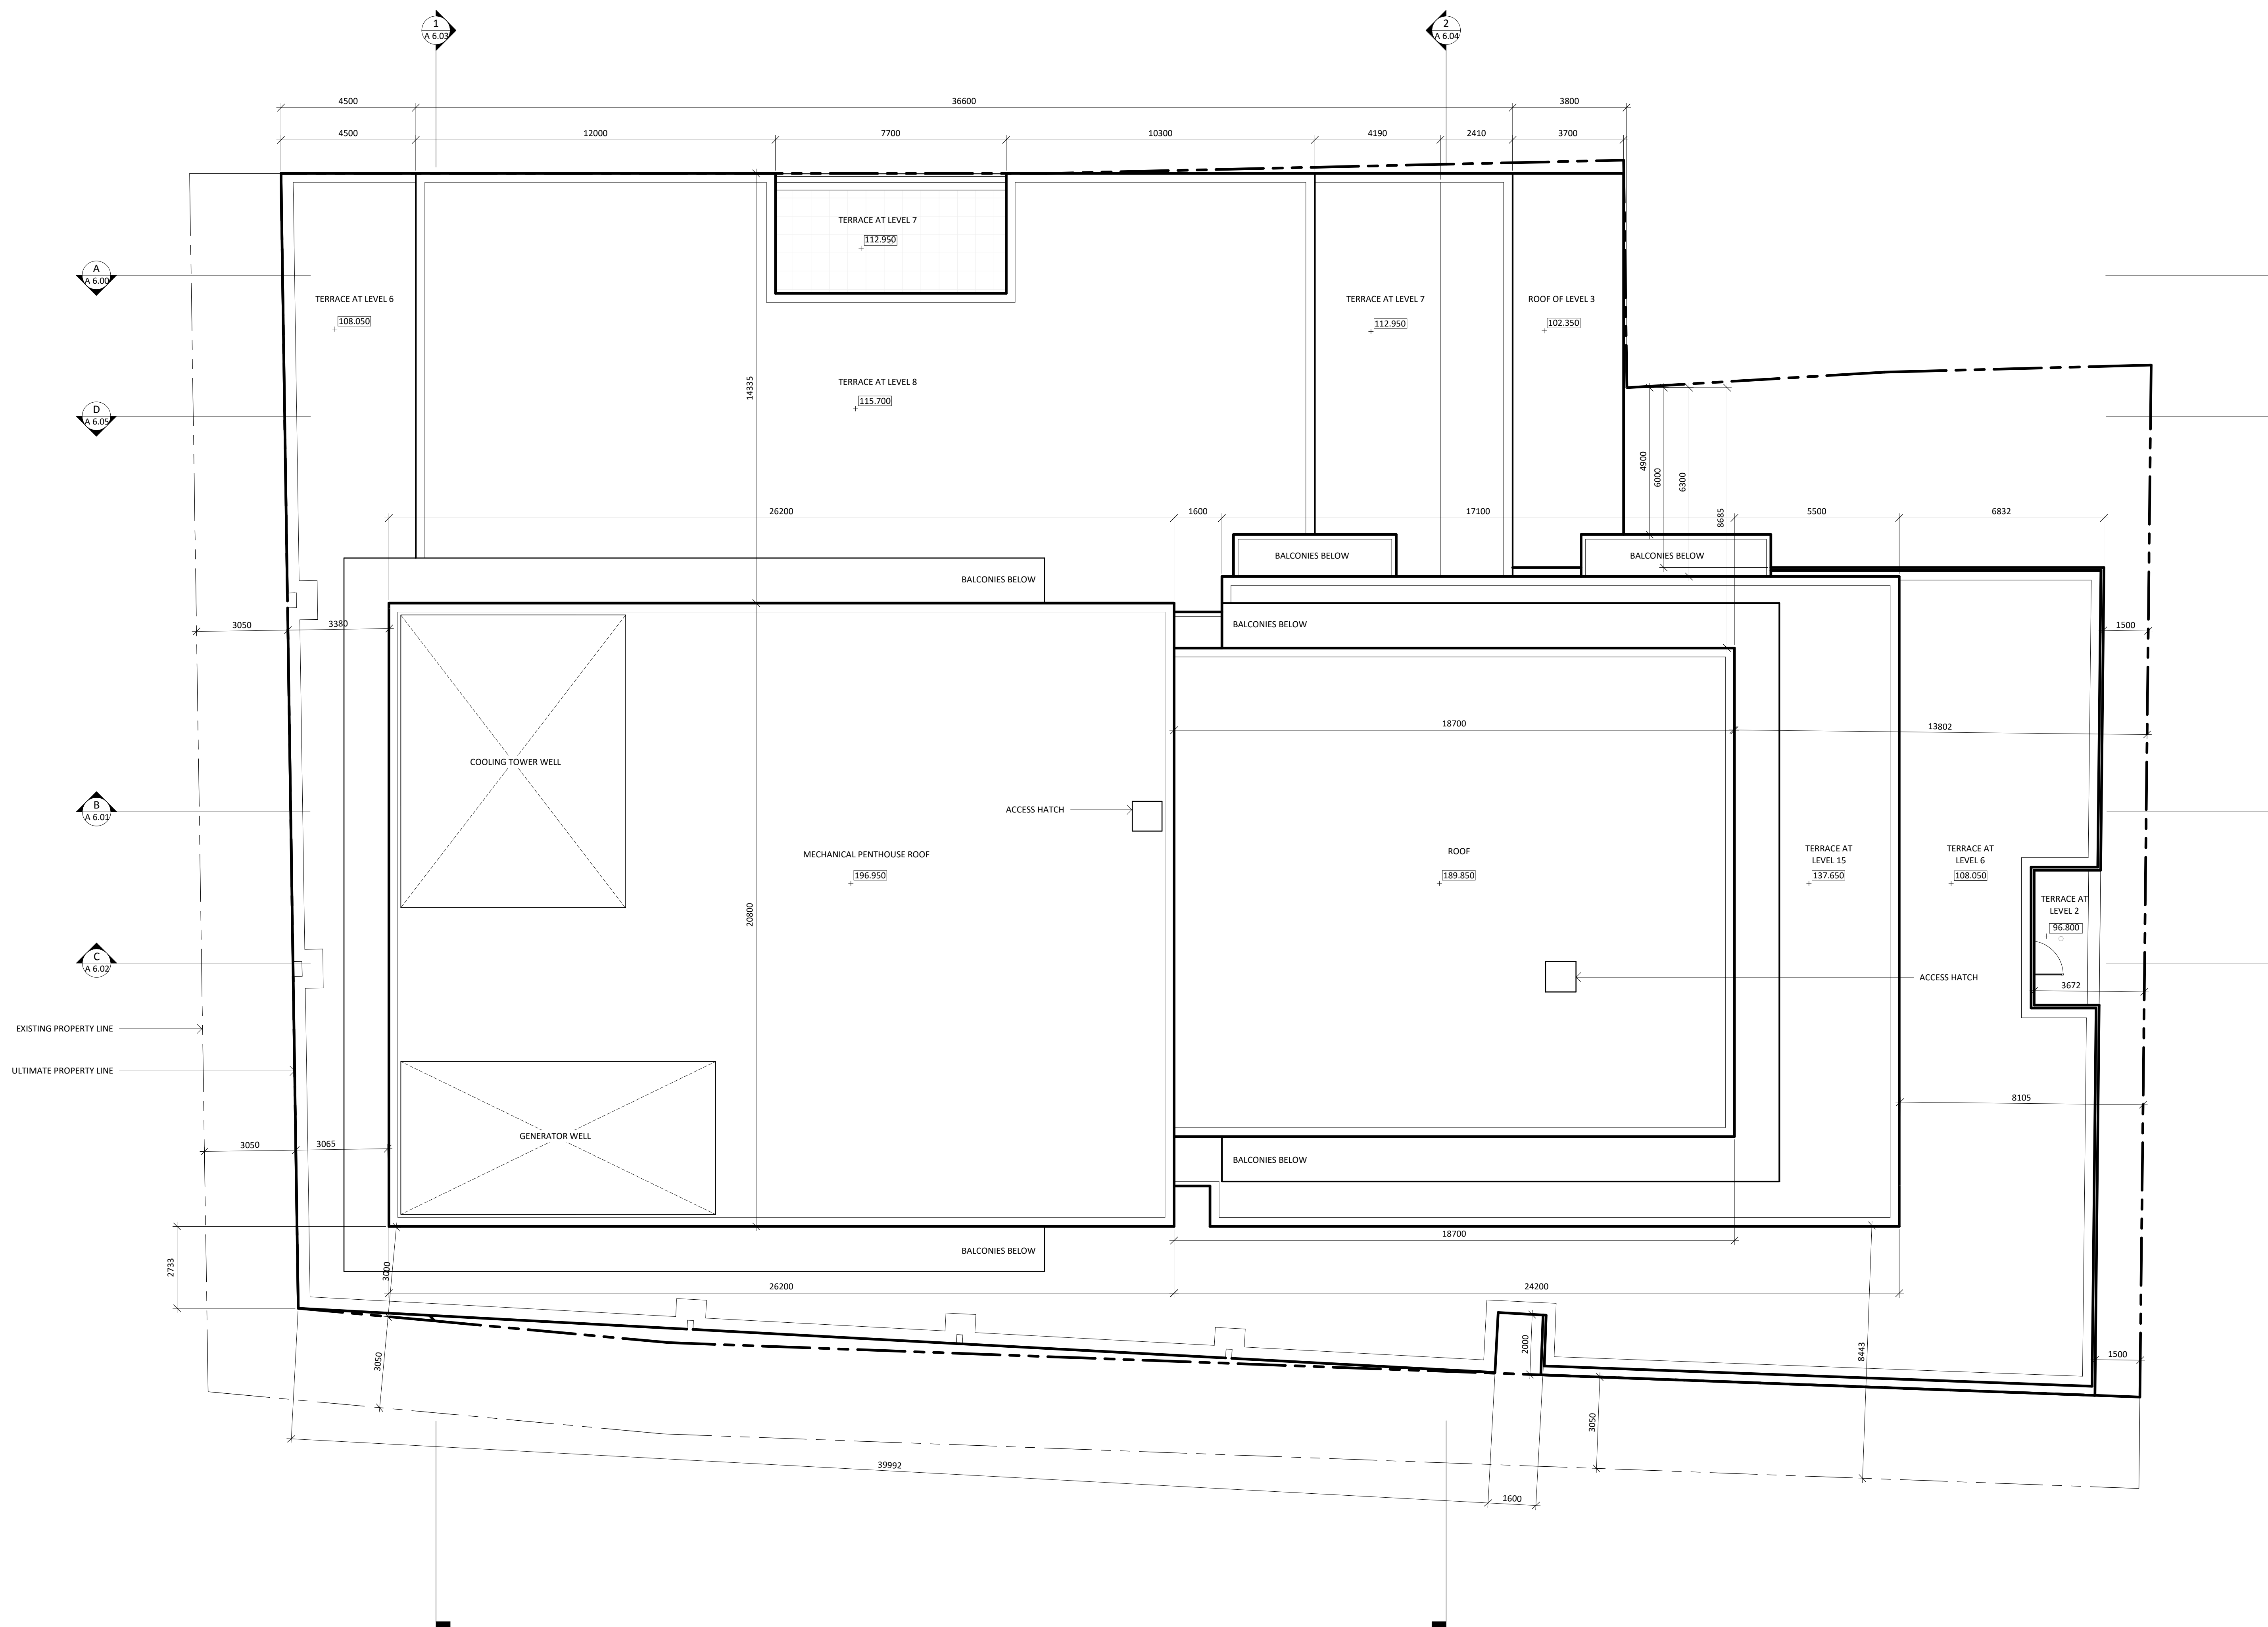 1
A 6.03
2
A 6.04
4500
36600
3800
4500
12000
7700
10300
4190
2410
3700
TERRACE AT LEVEL 7
112.950
A
A 6.00
TERRACE AT LEVEL 6
108.050
TERRACE AT LEVEL 7
112.950
ROOF OF LEVEL 3
102.350
14335
TERRACE AT LEVEL 8
115.700
D
A 6.05
4900
6000
6300
8685
26200
1600
17100
5500
6832
BALCONIES BELOW
BALCONIES BELOW
BALCONIES BELOW
BALCONIES BELOW
3050
3380
1500
18700
13802
COOLING TOWER WELL
B
A 6.01
ACCESS HATCH
MECHANICAL PENTHOUSE ROOF
196.950
ROOF
189.850
TERRACE AT
LEVEL 15
137.650
TERRACE AT
LEVEL 6
108.050
TERRACE AT
LEVEL 2
96.800
20800
C
A 6.02
ACCESS HATCH
3672
EXISTING PROPERTY LINE
ULTIMATE PROPERTY LINE
8105
GENERATOR WELL
3050
3065
BALCONIES BELOW
18700
BALCONIES BELOW
2733
3000
26200
24200
2000
8443
1500
3050
3050
39992
1600